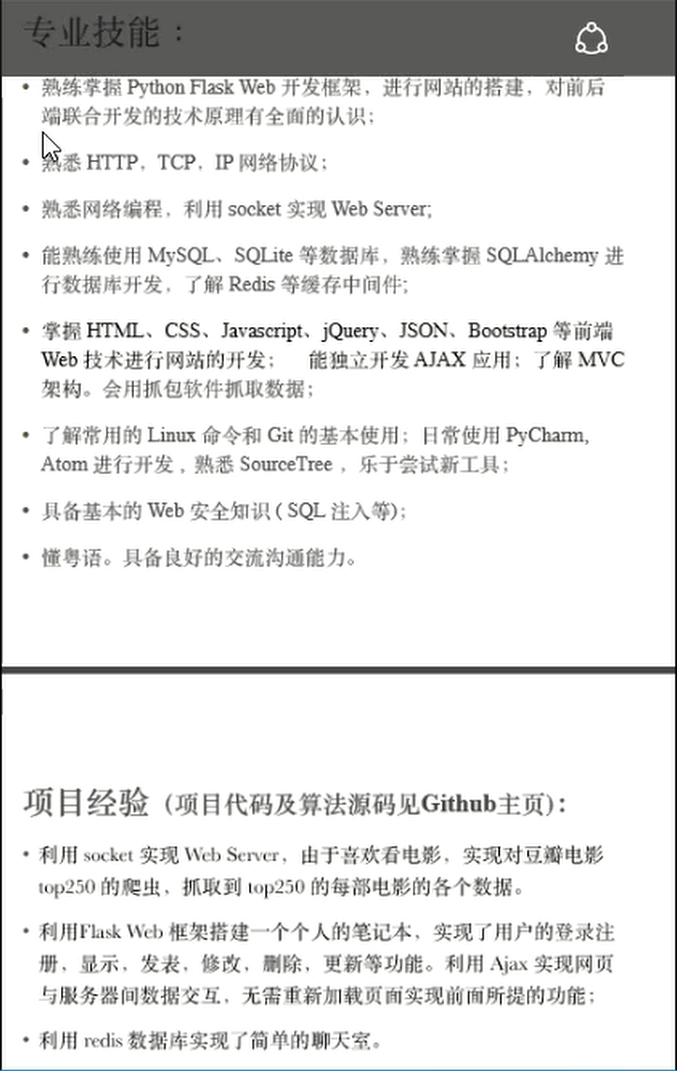 专业技能：
• 熟练掌握 Python Flask Web 开发框架，进行网站的搭建，对前后
端联合开发的技术原理有全面的认识；
• 熟悉 HTTP，TCP，IP 网络协议；
• 熟悉网络编程，利用 socket 实现 Web Server;
• 能熟练使用 MySQL、SQLite 等数据库，熟练掌握 SQLAlchemy 进
行数据库开发，了解 Redis 等缓存中间件;
• 掌握 HTML、CSS、Javascript、jQuery、JSON、Bootstrap 等前端
Web 技术进行网站的开发； 能独立开发 AJAX 应用；了解 MVC
架构。会用抓包软件抓取数据；
• 了解常用的 Linux 命令和 Git 的基本使用；日常使用 PyCharm,
Atom 进行开发 , 熟悉 SourceTree ，乐于尝试新工具；
• 具备基本的 Web 安全知识 ( SQL 注入等)；
• 懂粤语。具备良好的交流沟通能力。
项目经验（项目代码及算法源码见Github主页)：
• 利用 socket 实现 Web Server，由于喜欢看电影，实现对豆瓣电影
top250 的爬虫，抓取到 top250 的每部电影的各个数据。
• 利用Flask Web 框架搭建一个个人的笔记本，实现了用户的登录注
册，显示，发表，修改，删除，更新等功能。利用 Ajax 实现网页
与服务器间数据交互，无需重新加载页面实现前面所提的功能；
• 利用 redis 数据库实现了简单的聊天室。